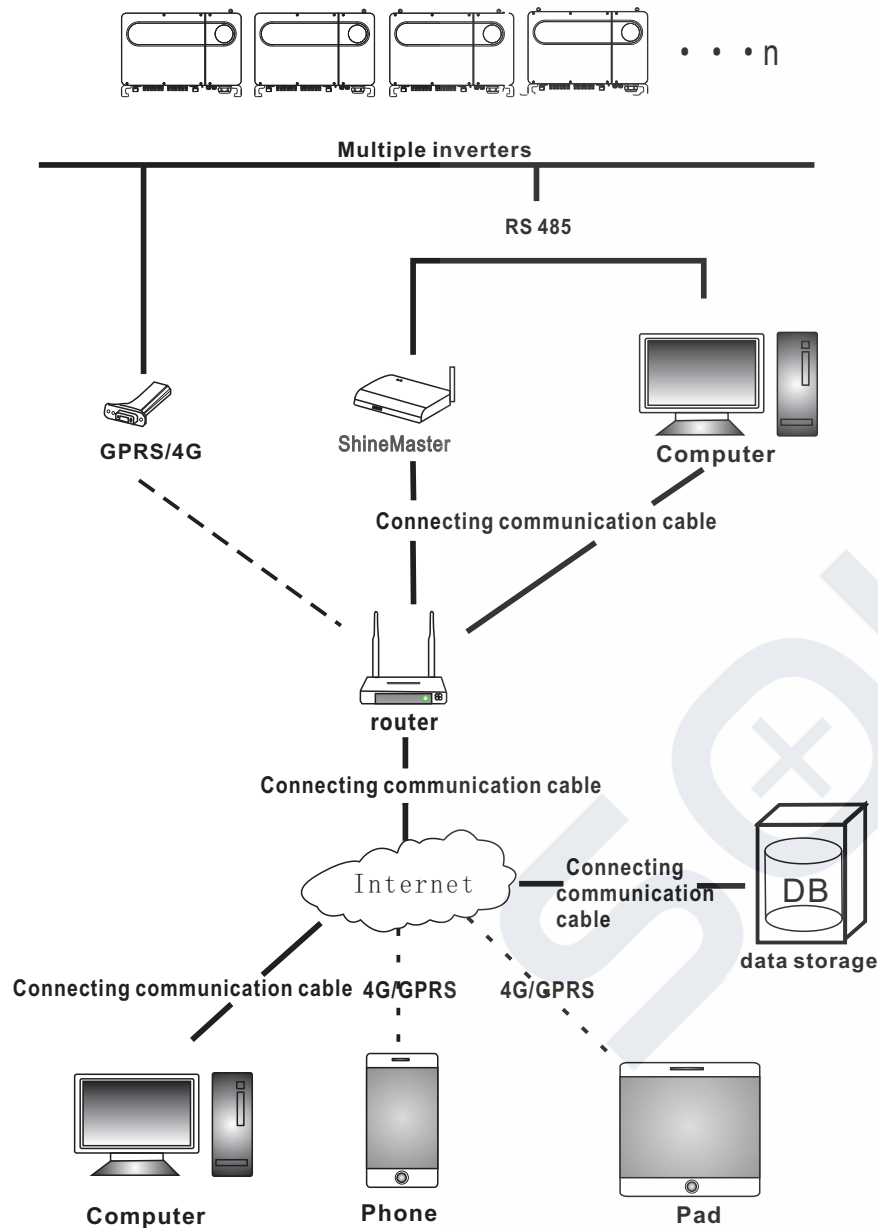 · · · n
Multiple inverters
RS 485
GPRS/4G
ShineMaster
Computer
Connecting communication cable
router
Connecting communication cable
Internet
Connecting
communication
cable
DB
data storage
Connecting communication cable
4G/GPRS
4G/GPRS
Computer
Phone
Pad